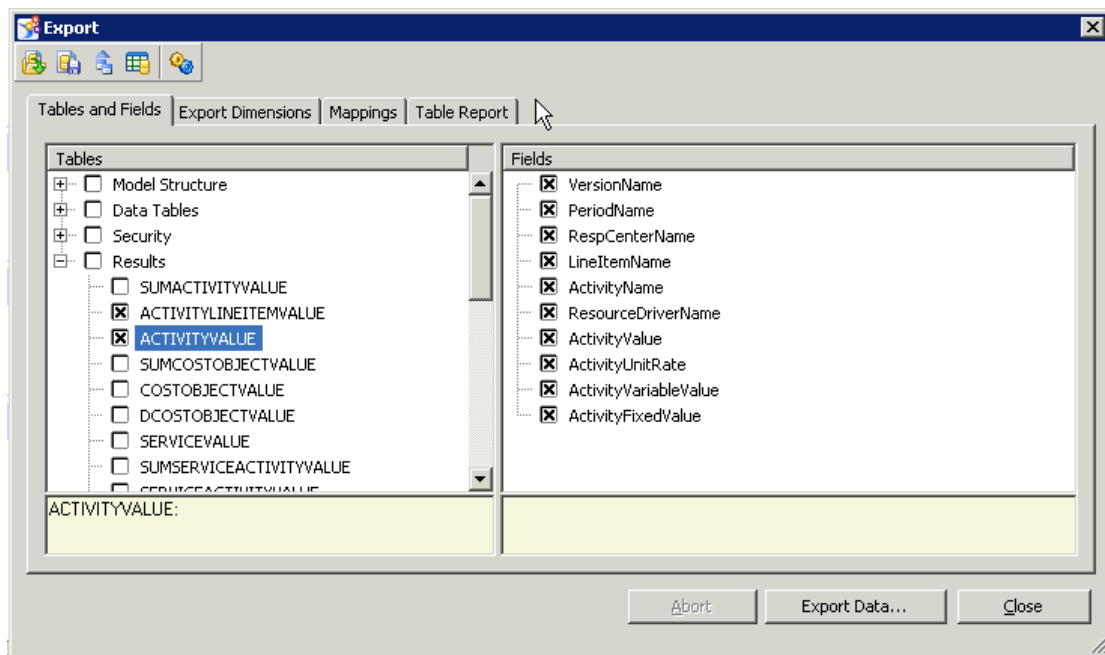 Export
Tables and Fields
Export Dimensions
Mappings
Table Report
Tables
Model Structure
Data Tables
Security
Results
SUMACTIVITYVALUE
ACTIVITYLINEITEMVALUE
ACTIVITYVALUE
SUMCOSTOBJECTVALUE
COSTOBJECTVALUE
DCOSTOBJECTVALUE
SERVICEVALUE
SUMSERVICEACTIVITYVALUE
SERVICEACTIVITYVALUE
ACTIVITYVALUE:
Fields
VersionName
PeriodName
RespCenterName
LineItemName
ActivityName
ResourceDriverName
ActivityValue
ActivityUnitRate
ActivityVariableValue
ActivityFixedValue
Abort
Export Data...
Close